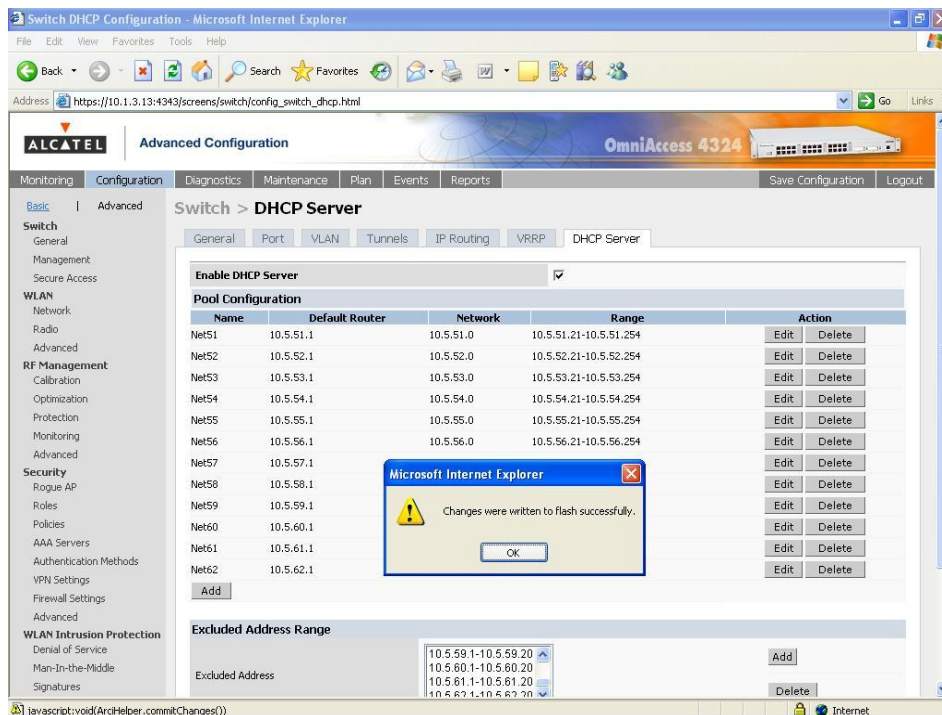 Switch DHCP Configuration - Microsoft Internet Explorer
File Edit View Favorites Tools Help
Back Search Favorites
Address https://10.1.3.13:4343/screens/switch/config_switch_dhcp.html Go Links
ALCATEL Advanced Configuration OmniAccess 4324
Monitoring Configuration Diagnostics Maintenance Plan Events Reports Save Configuration Logout
Basic | Advanced
Switch > DHCP Server
Switch
General
Management
Secure Access
WLAN
Network
Radio
Advanced
RF Management
Calibration
Optimization
Protection
Monitoring
Advanced
Security
Rogue AP
Roles
Policies
AAA Servers
Authentication Methods
VPN Settings
Firewall Settings
Advanced
WLAN Intrusion Protection
Denial of Service
Man-In-the-Middle
Signatures
General Port VLAN Tunnels IP Routing VRRP DHCP Server
Enable DHCP Server
Pool Configuration
Name Default Router Network Range Action
Net51 10.5.51.1 10.5.51.0 10.5.51.21-10.5.51.254 Edit Delete
Net52 10.5.52.1 10.5.52.0 10.5.52.21-10.5.52.254 Edit Delete
Net53 10.5.53.1 10.5.53.0 10.5.53.21-10.5.53.254 Edit Delete
Net54 10.5.54.1 10.5.54.0 10.5.54.21-10.5.54.254 Edit Delete
Net55 10.5.55.1 10.5.55.0 10.5.55.21-10.5.55.254 Edit Delete
Net56 10.5.56.1 10.5.56.0 10.5.56.21-10.5.56.254 Edit Delete
Net57 10.5.57.1 Edit Delete
Net58 10.5.58.1 Edit Delete
Net59 10.5.59.1 Edit Delete
Net60 10.5.60.1 Edit Delete
Net61 10.5.61.1 Edit Delete
Net62 10.5.62.1 Edit Delete
Add
Microsoft Internet Explorer
Changes were written to flash successfully.
OK
Excluded Address Range
Excluded Address
10.5.59.1-10.5.59.20
10.5.60.1-10.5.60.20
10.5.61.1-10.5.61.20
10.5.62.1-10.5.62.20
Add
Delete
javascript:void(ArciHelper.commitChanges())
Internet